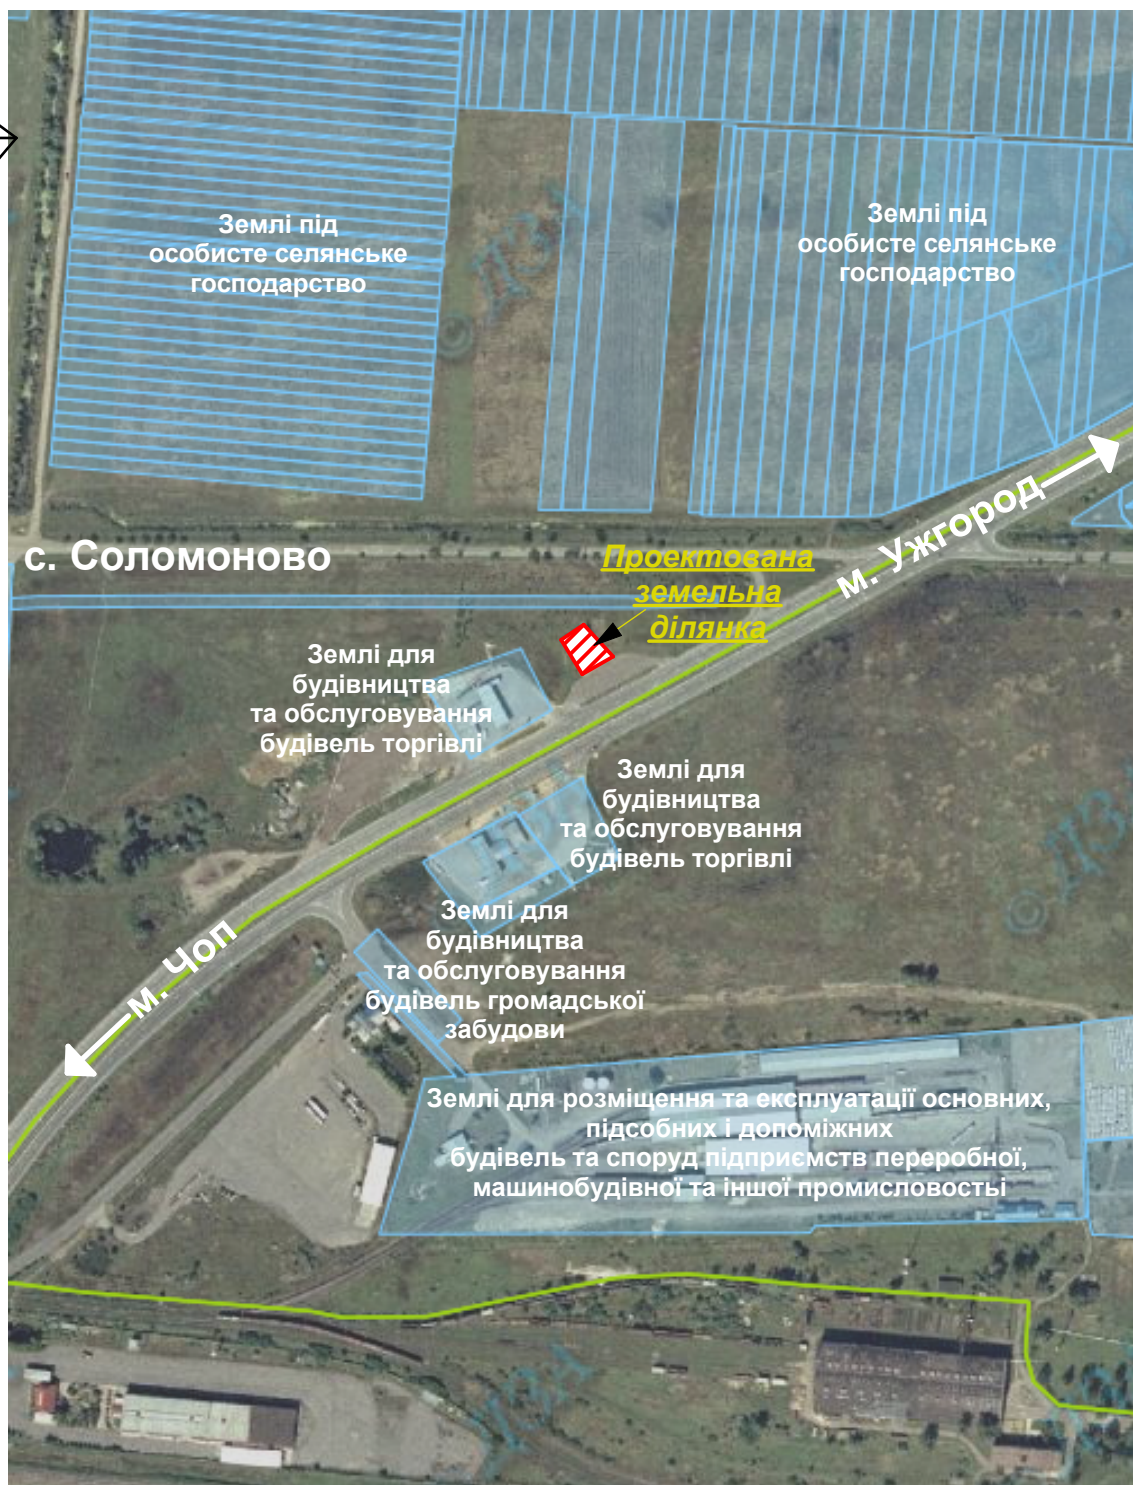 Землі під
особисте селянське
господарство
Землі під
особисте селянське
господарство
м. Ужгород
с. Соломоново
Проектована
земельна
ділянка
Землі для
будівництва
та обслуговування
будівель торгівлі
Землі для
будівництва
та обслуговування
будівель торгівлі
Землі для
будівництва
та обслуговування
будівель громадської
забудови
м. Чоп
Землі для розміщення та експлуатації основних,
підсобних і допоміжних
будівель та споруд підприємств переробної,
машинобудівної та іншої промисловостьі
© ДЗК